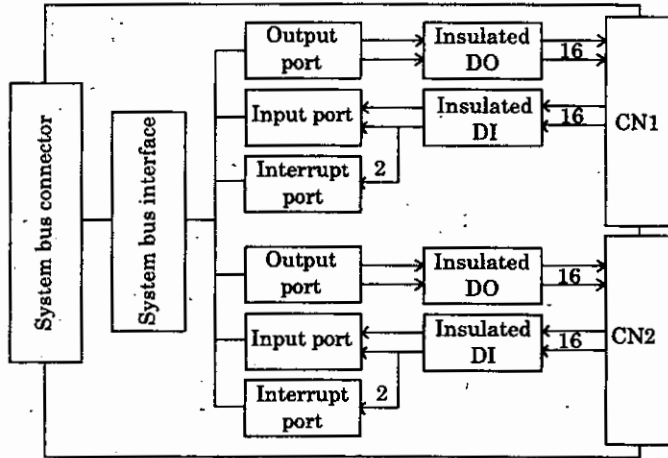 System bus connector
System bus interface
Output
port
Insulated
DO
16
Input port
Insulated
DI
16
CN1
Interrupt
port
2
Output
port
Insulated
DO
16
Input port
Insulated
DI
16
CN2
Interrupt
port
2